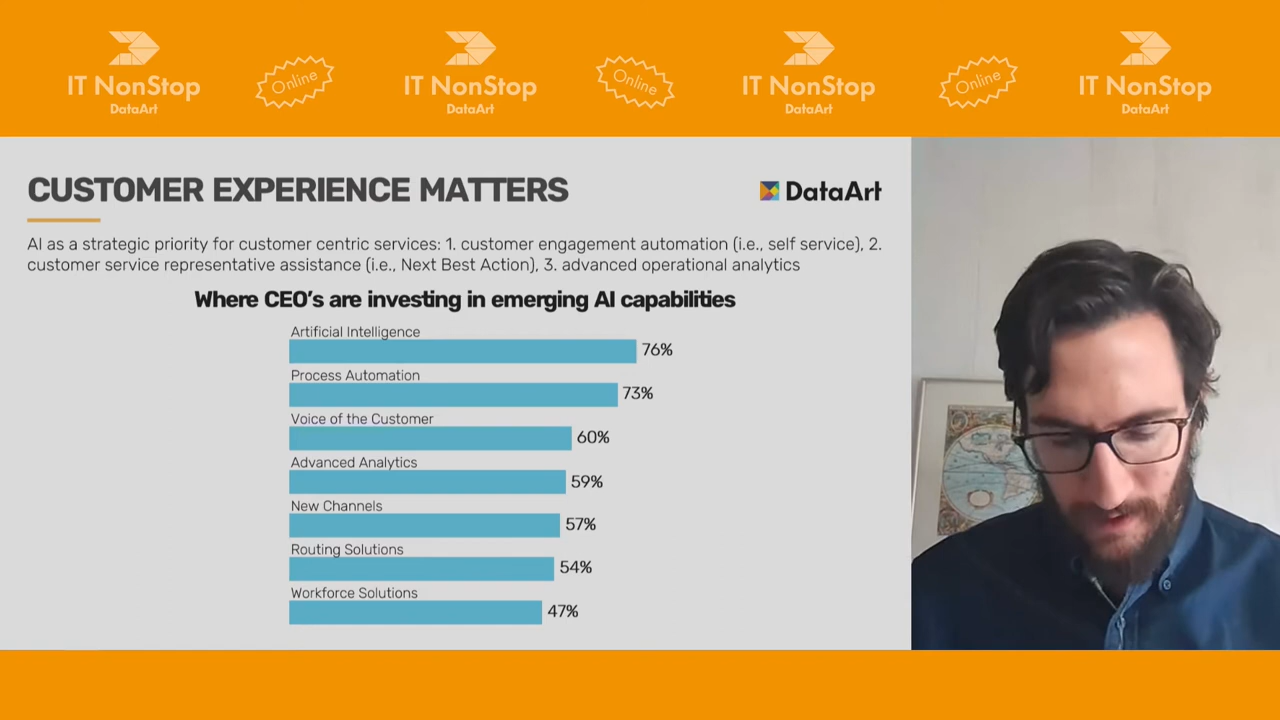 IT NonStop
DataArt
Online
IT NonStop
DataArt
Online
IT NonStop
DataArt
Online
IT NonStop
DataArt
CUSTOMER EXPERIENCE MATTERS
DataArt
AI as a strategic priority for customer centric services: 1. customer engagement automation (i.e., self service), 2.
customer service representative assistance (i.e., Next Best Action), 3. advanced operational analytics
Where CEO's are investing in emerging AI capabilities
Artificial Intelligence
76%
Process Automation
73%
Voice of the Customer
60%
Advanced Analytics
59%
New Channels
57%
Routing Solutions
54%
Workforce Solutions
47%